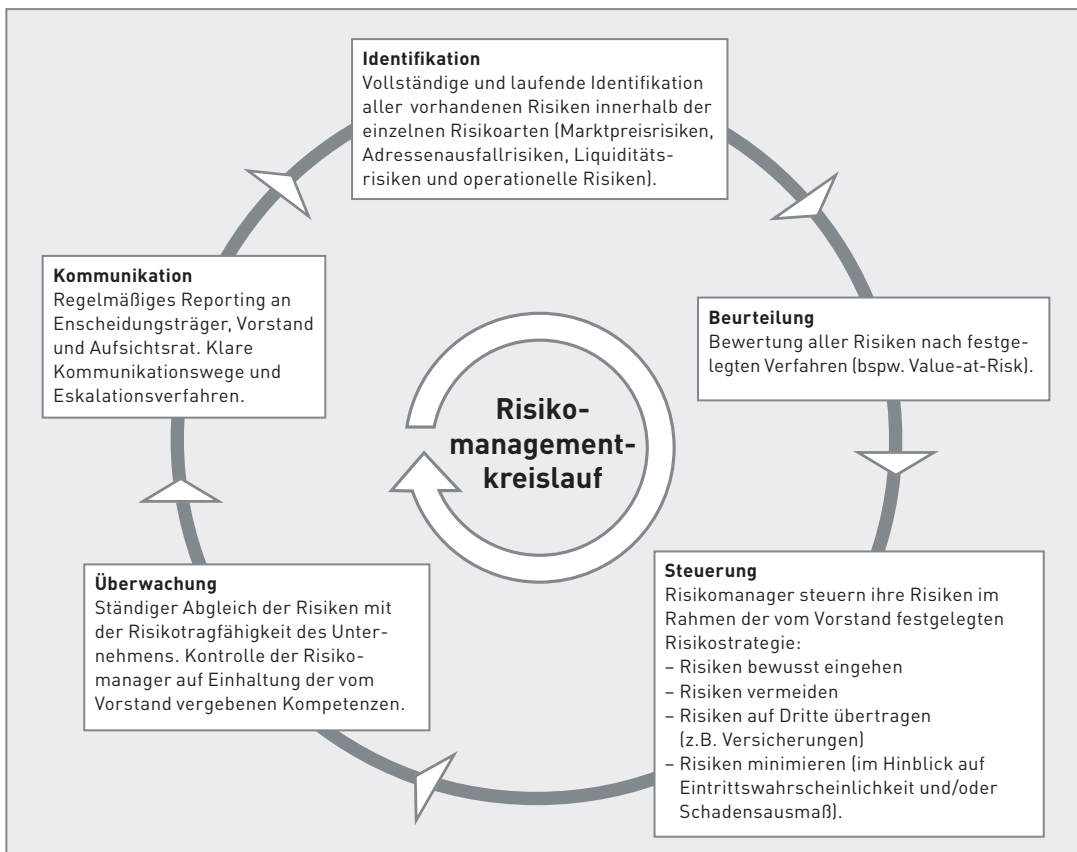 Identifikation
Vollständige und laufende Identifikation
aller vorhandenen Risiken innerhalb der
einzelnen Risikoarten (Marktpreisrisiken,
Adressenausfallrisiken, Liquiditäts-
risiken und operationelle Risiken).
Beurteilung
Bewertung aller Risiken nach festge-
legten Verfahren (bspw. Value-at-Risk).
Steuerung
Risikomanager steuern ihre Risiken im
Rahmen der vom Vorstand festgelegten
Risikostrategie:
– Risiken bewusst eingehen
– Risiken vermeiden
– Risiken auf Dritte übertragen
(z.B. Versicherungen)
– Risiken minimieren (im Hinblick auf
Eintrittswahrscheinlichkeit und/oder
Schadensausmaß).
Überwachung
Ständiger Abgleich der Risiken mit
der Risikotragfähigkeit des Unter-
nehmens. Kontrolle der Risiko-
manager auf Einhaltung der vom
Vorstand vergebenen Kompetenzen.
Kommunikation
Regelmäßiges Reporting an
Enscheidungsträger, Vorstand
und Aufsichtsrat. Klare
Kommunikationswege und
Eskalationsverfahren.
Risiko-
management-
kreislauf